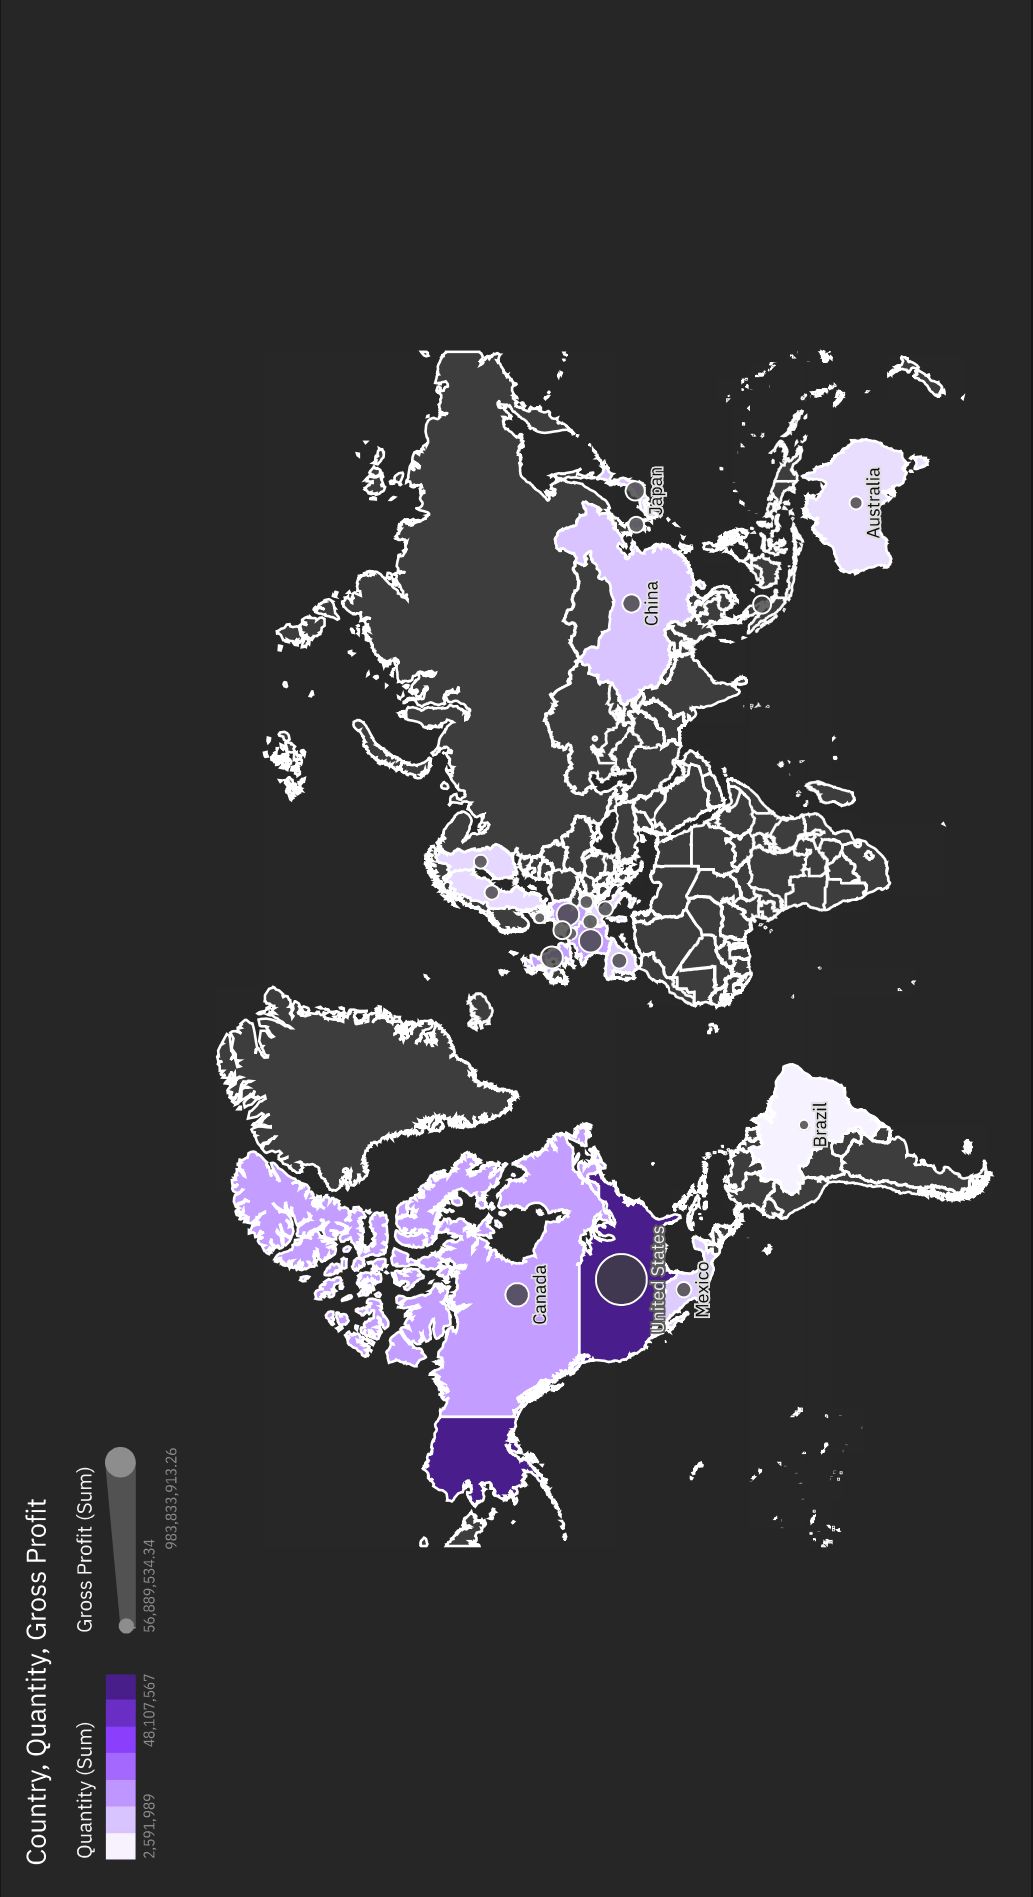 Country, Quantity, Gross Profit
Quantity (Sum)
2,591,989
48,107,567
Gross Profit (Sum)
56,889,534.34
983,833,913.26
Canada
United States
Mexico
Brazil
China
Japan
Australia